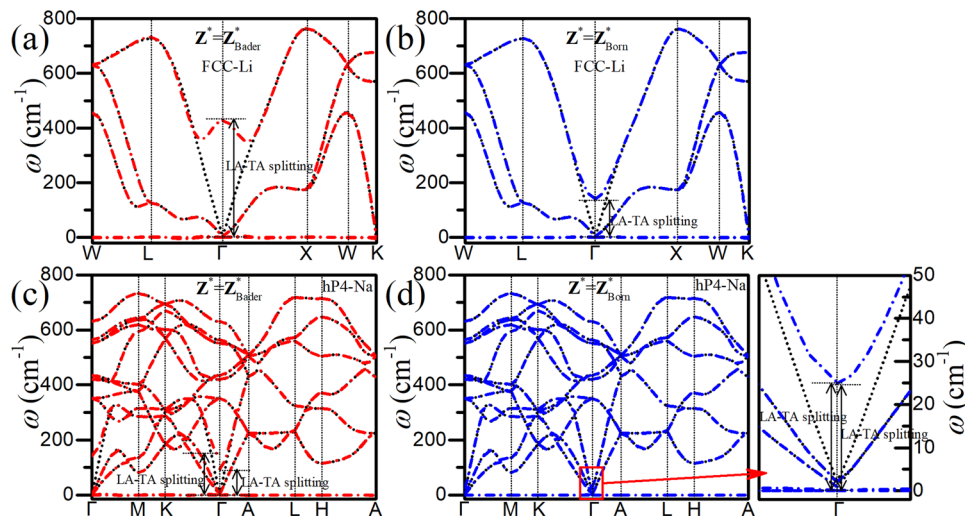 (a)
Z*=Z*Bader
FCC-Li
ω (cm-1)
800
600
400
200
0
LA-TA splitting
W L Γ X W K
(b)
Z*=Z*Born
FCC-Li
ω (cm-1)
800
600
400
200
0
LA-TA splitting
W L Γ X W K
(c)
Z*=Z*Bader
hP4-Na
ω (cm-1)
800
600
400
200
0
LA-TA splitting LA-TA splitting
Γ M K Γ A L H A
(d)
Z*=Z*Born
hP4-Na
ω (cm-1)
800
600
400
200
0
Γ M K Γ A L H A
50
40
30
20
10
0
ω (cm-1)
LA-TA splitting
LA-TA splitting
Γ